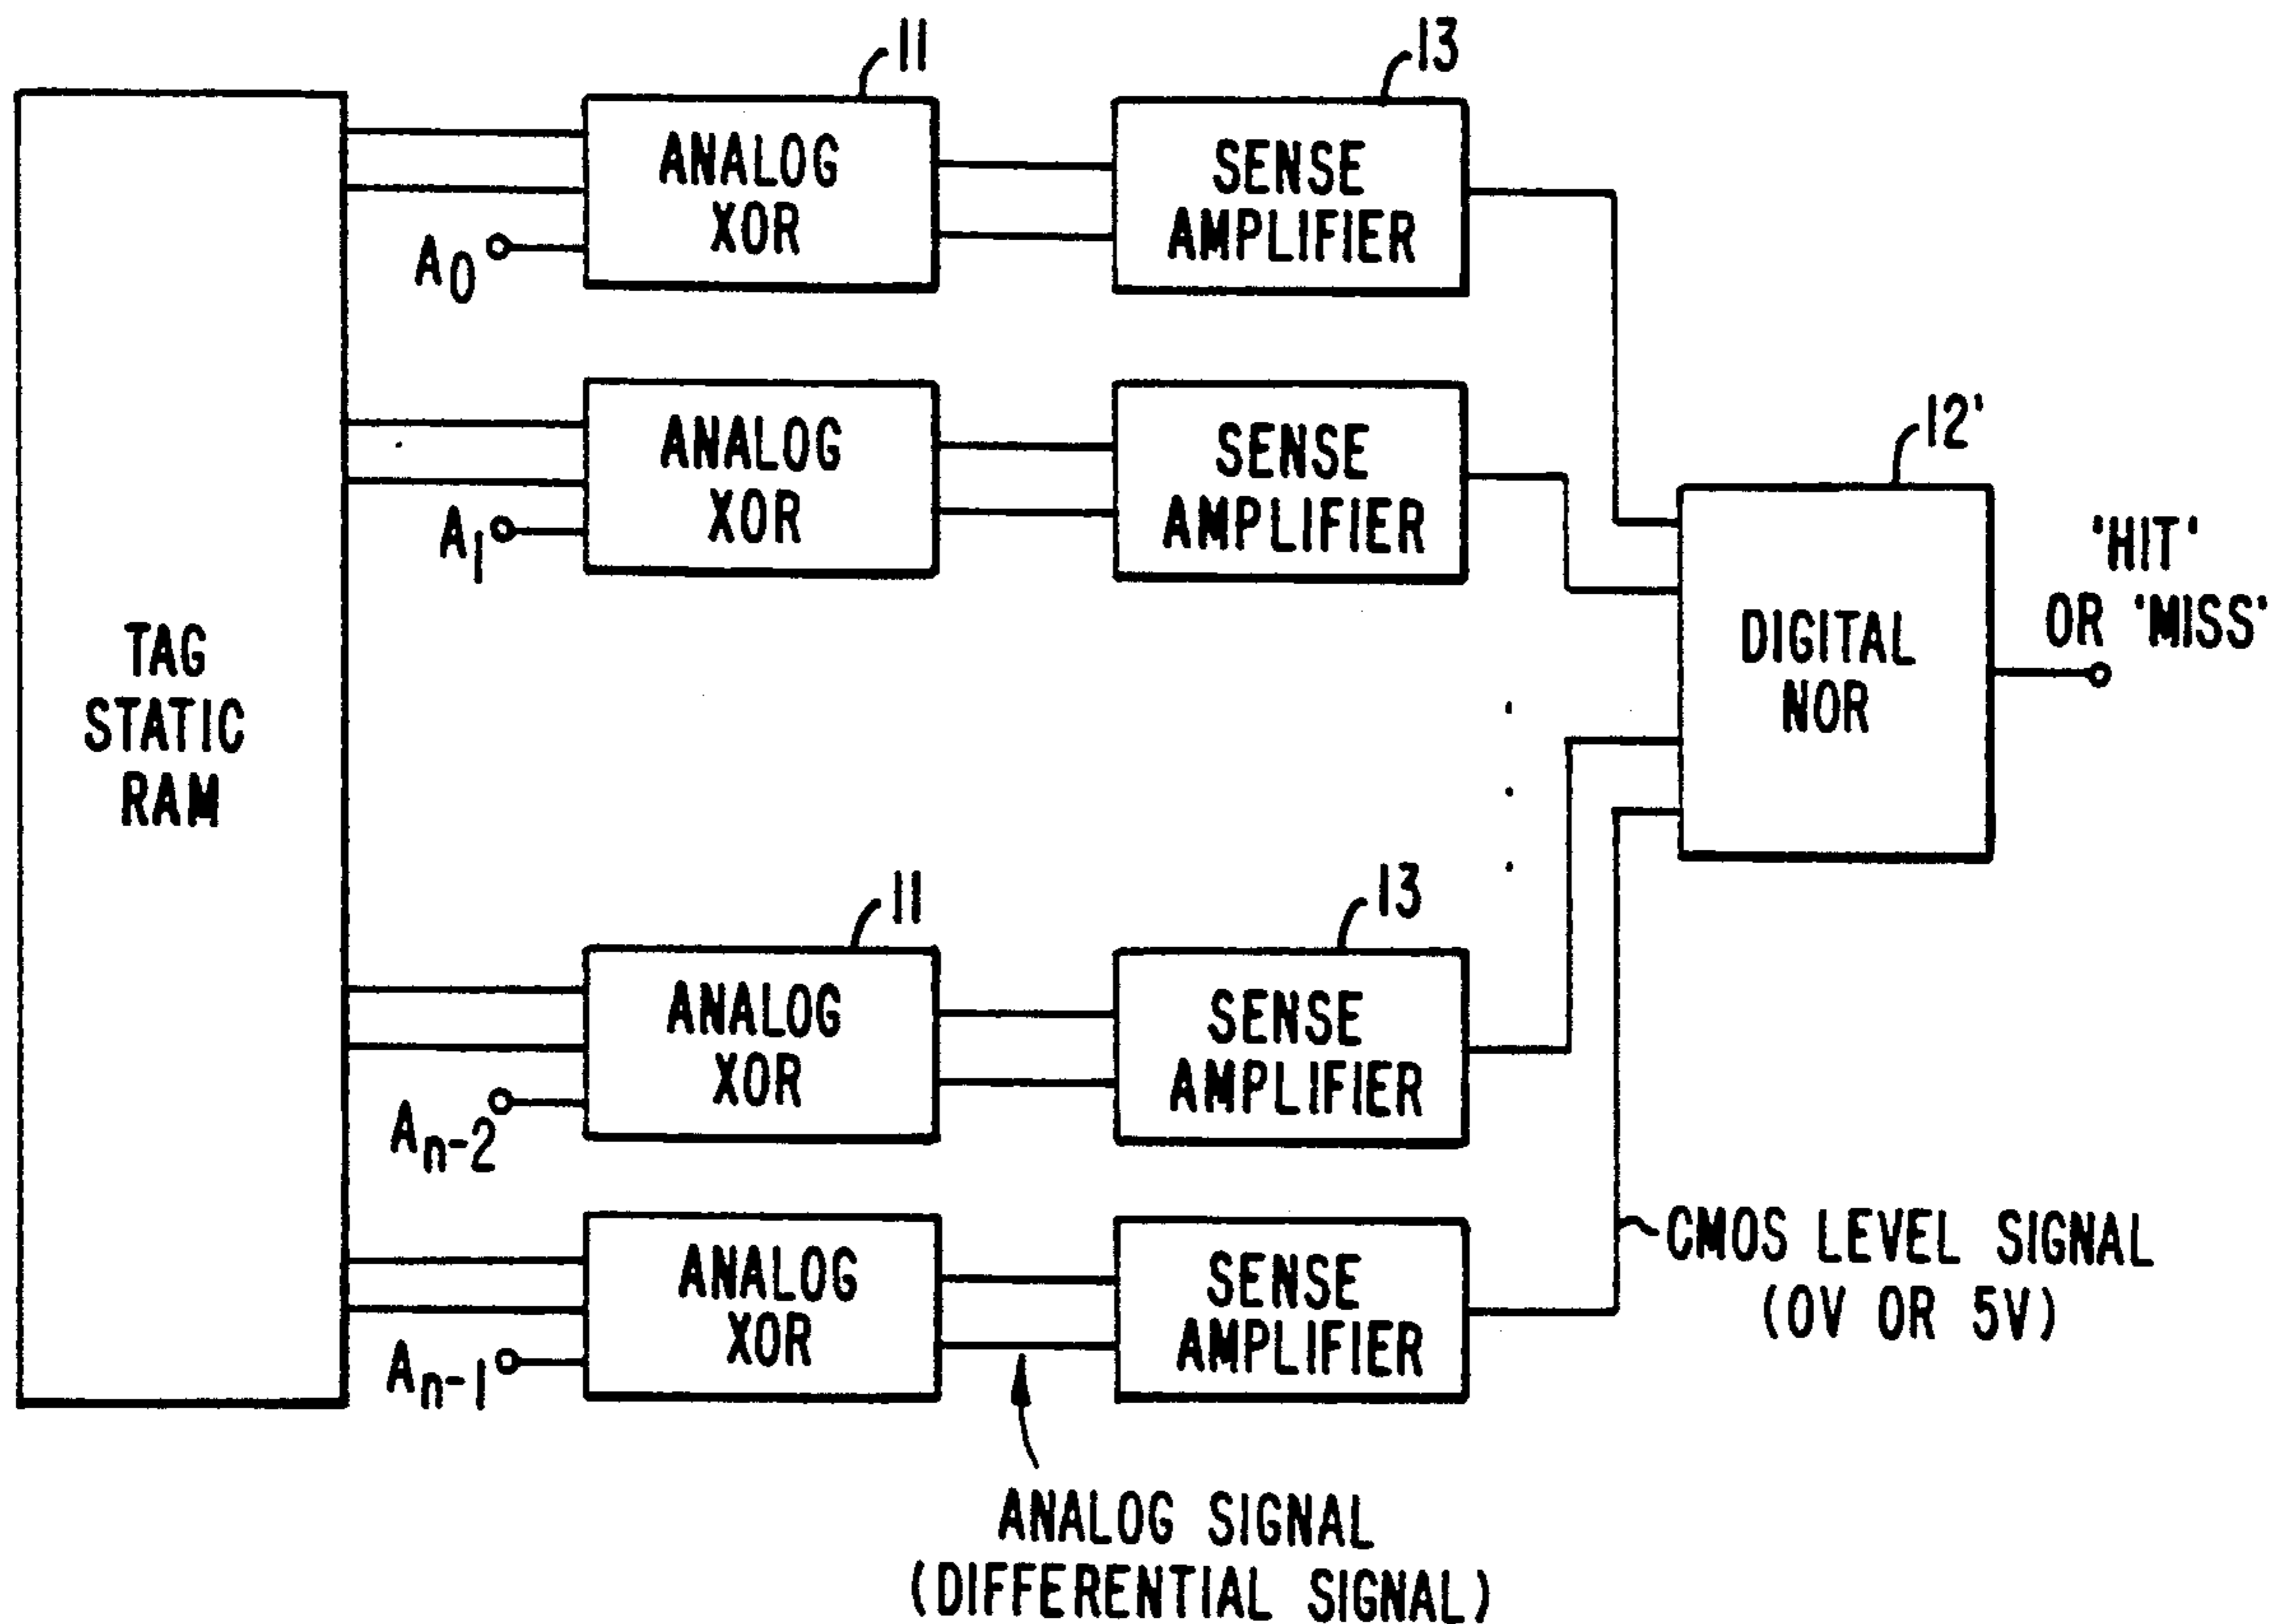 11
13
ANALOG
XOR
SENSE
AMPLIFIER
A0
ANALOG
XOR
SENSE
AMPLIFIER
A1
12'
DIGITAL
NOR
'HIT'
OR 'MISS'
TAG
STATIC
RAM
11
13
ANALOG
XOR
SENSE
AMPLIFIER
An-2
ANALOG
XOR
SENSE
AMPLIFIER
An-1
CMOS LEVEL SIGNAL
(0V OR 5V)
ANALOG SIGNAL
(DIFFERENTIAL SIGNAL)